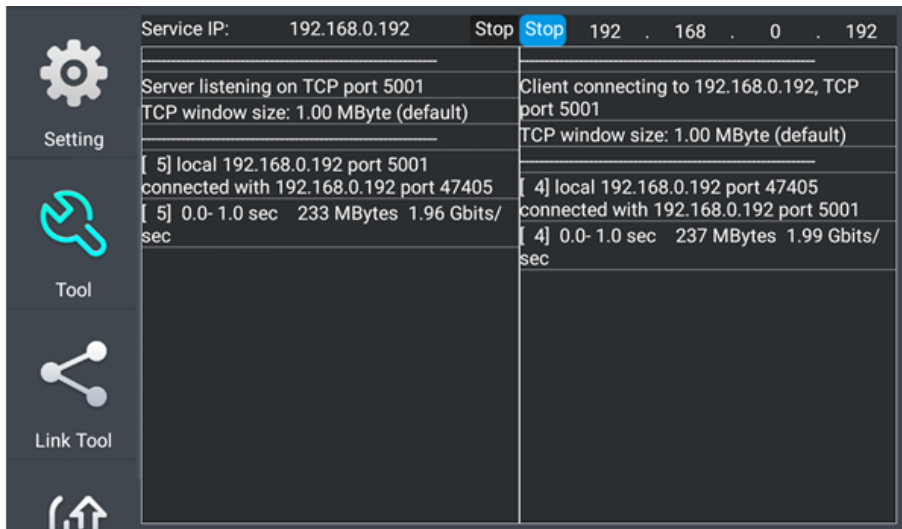 Service IP: 192.168.0.192 Stop
Stop 192 . 168 . 0 . 192
Setting
Tool
Link Tool
Server listening on TCP port 5001
TCP window size: 1.00 MByte (default)
[ 5] local 192.168.0.192 port 5001
connected with 192.168.0.192 port 47405
[ 5] 0.0- 1.0 sec 233 MBytes 1.96 Gbits/
sec
Client connecting to 192.168.0.192, TCP
port 5001
TCP window size: 1.00 MByte (default)
[ 4] local 192.168.0.192 port 47405
connected with 192.168.0.192 port 5001
[ 4] 0.0- 1.0 sec 237 MBytes 1.99 Gbits/
sec